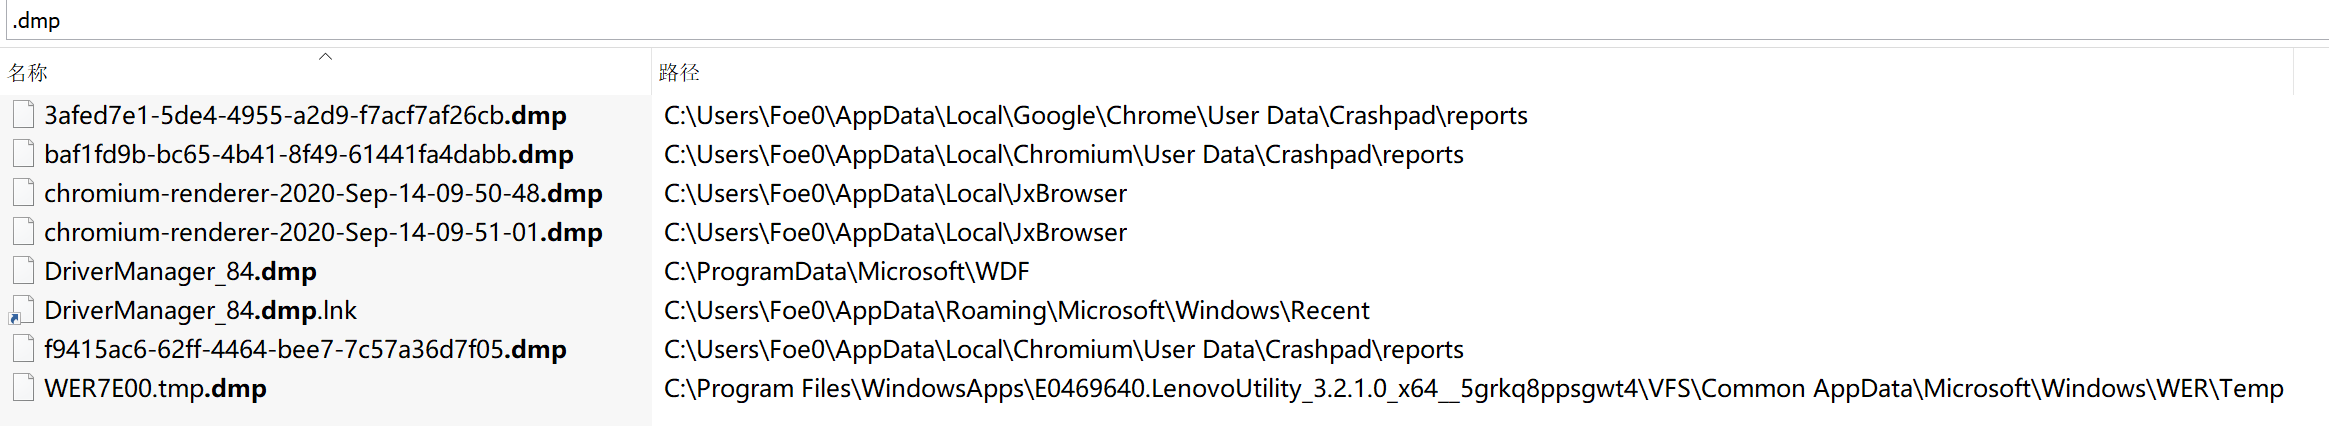 .dmp
名称 路径
3afed7e1-5de4-4955-a2d9-f7acf7af26cb.dmp C:\Users\Foe0\AppData\Local\Google\Chrome\User Data\Crashpad\reports
baf1fd9b-bc65-4b41-8f49-61441fa4dabb.dmp C:\Users\Foe0\AppData\Local\Chromium\User Data\Crashpad\reports
chromium-renderer-2020-Sep-14-09-50-48.dmp C:\Users\Foe0\AppData\Local\JxBrowser
chromium-renderer-2020-Sep-14-09-51-01.dmp C:\Users\Foe0\AppData\Local\JxBrowser
DriverManager_84.dmp C:\ProgramData\Microsoft\WDF
DriverManager_84.dmp.lnk C:\Users\Foe0\AppData\Roaming\Microsoft\Windows\Recent
f9415ac6-62ff-4464-bee7-7c57a36d7f05.dmp C:\Users\Foe0\AppData\Local\Chromium\User Data\Crashpad\reports
WER7E00.tmp.dmp C:\Program Files\WindowsApps\E0469640.LenovoUtility_3.2.1.0_x64__5grkq8ppsgwt4\VFS\Common AppData\Microsoft\Windows\WER\Temp